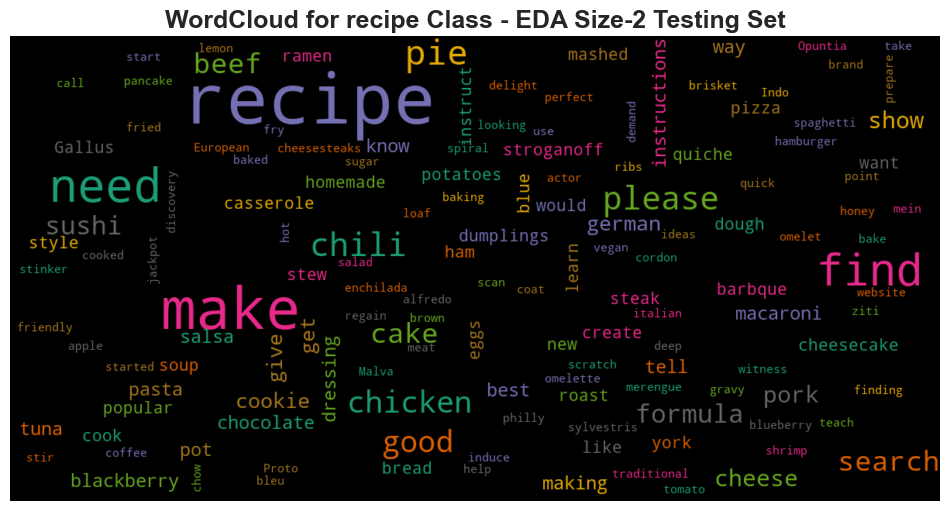 WordCloud for recipe Class - EDA Size-2 Testing Set
start
lemon
beef
ramen
pie
mashed
way
Opuntia
take
call
pancake
recipe
instruct
delight
perfect
instructions
brand
prepare
brisket
Indo
pizza
spaghetti
show
fried
fry
looking
use
demand
hamburger
Gallus
European
cheesesteaks
know
spiral
stroganoff
quiche
want
baked
sugar
ribs
need
discovery
homemade
potatoes
blue
actor
please
quick
point
casserole
baking
would
honey
mein
sushi
loaf
german
ideas
dough
omelet
bake
style
hot
chili
dumplings
ham
vegan
cordon
cooked
jackpot
stinker
stew
salad
learn
find
enchilada
scan
coat
steak
barbque
website
make
alfredo
italian
macaroni
ziti
friendly
regain
brown
create
salsa
get
cake
eggs
new
deep
cheesecake
apple
give
dressing
meat
started
soup
Malva
scratch
tell
witness
pasta
best
omelette
merengue
gravy
finding
popular
cookie
chicken
roast
pork
chocolate
philly
sylvestris
formula
blueberry
teach
tuna
cook
good
like
york
pot
coffee
induce
shrimp
stir
chow
Proto
bread
help
traditional
search
blackberry
bleu
making
tomato
cheese